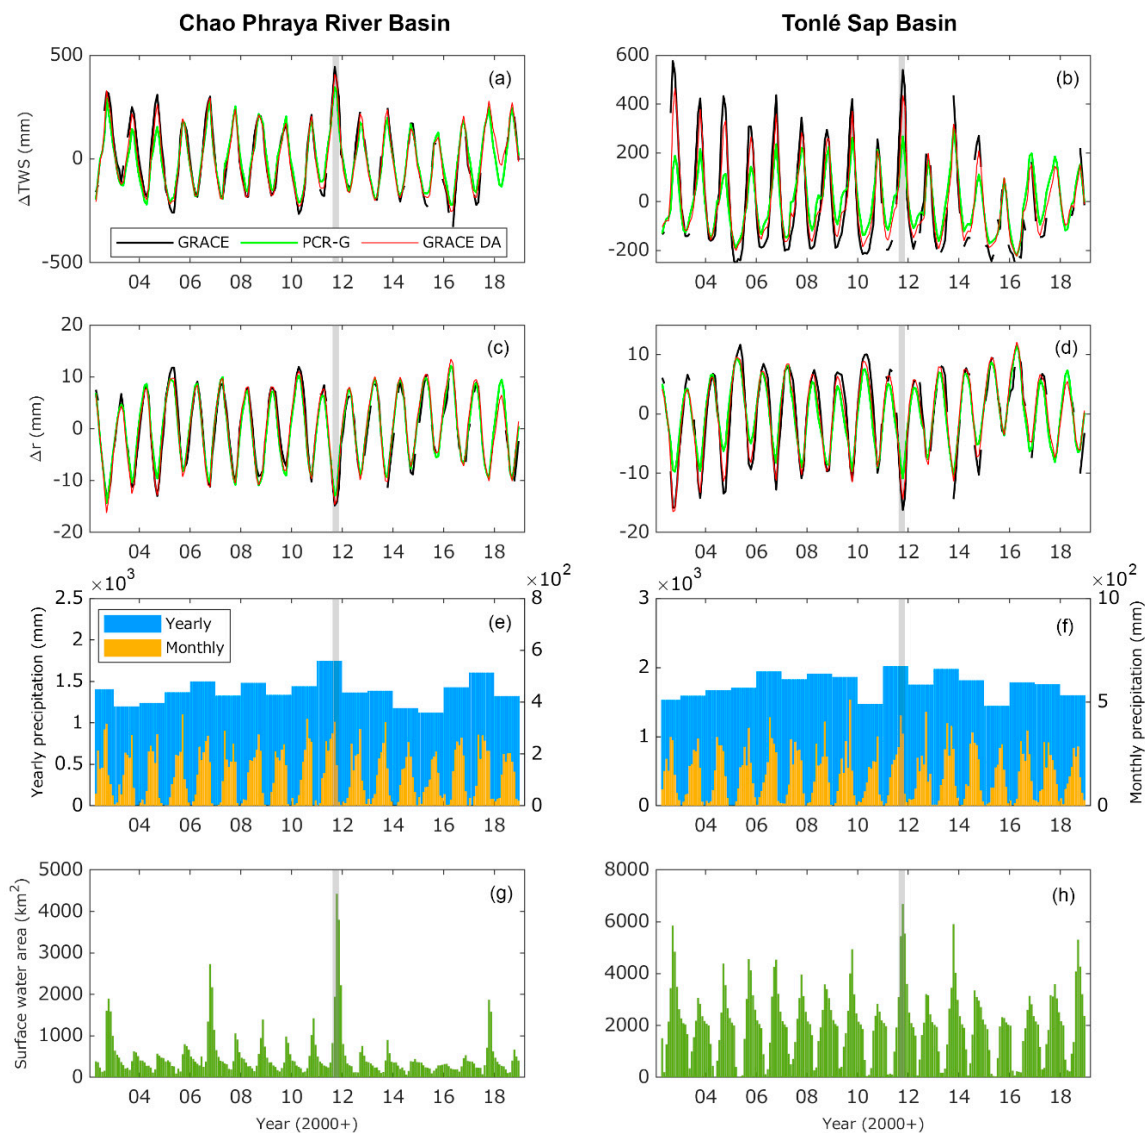 Chao Phraya River Basin
Tonlé Sap Basin
500
0
-500
ΔTWS (mm)
(a)
GRACE PCR-G GRACE DA
04 06 08 10 12 14 16 18
600
400
200
0
-200
ΔTWS (mm)
(b)
04 06 08 10 12 14 16 18
20
10
0
-10
-20
Δr (mm)
(c)
04 06 08 10 12 14 16 18
10
0
-10
-20
Δr (mm)
(d)
04 06 08 10 12 14 16 18
×10³
×10²
2.5
2
1.5
1
0.5
0
Yearly precipitation (mm)
Yearly
Monthly
(e)
8
6
4
2
0
04 06 08 10 12 14 16 18
×10³
×10²
3
2
1
0
(f)
10
5
0
Monthly precipitation (mm)
04 06 08 10 12 14 16 18
5000
4000
3000
2000
1000
0
Surface water area (km²)
(g)
04 06 08 10 12 14 16 18
Year (2000+)
8000
6000
4000
2000
0
(h)
04 06 08 10 12 14 16 18
Year (2000+)